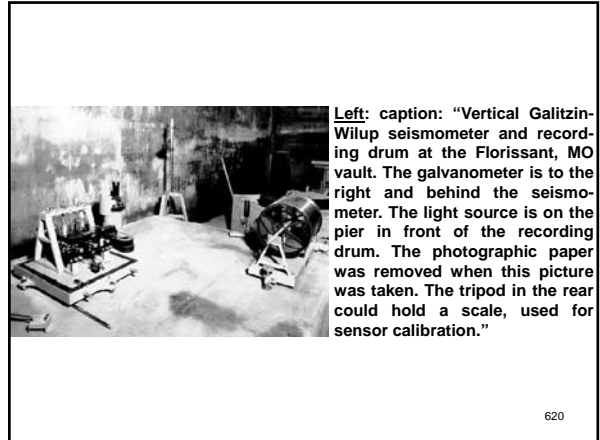 Left: caption: “Vertical Galitzin-
Wilup seismometer and record-
ing drum at the Florissant, MO
vault. The galvanometer is to the
right and behind the seismo-
meter. The light source is on the
pier in front of the recording
drum. The photographic paper
was removed when this picture
was taken. The tripod in the rear
could hold a scale, used for
sensor calibration.”
620